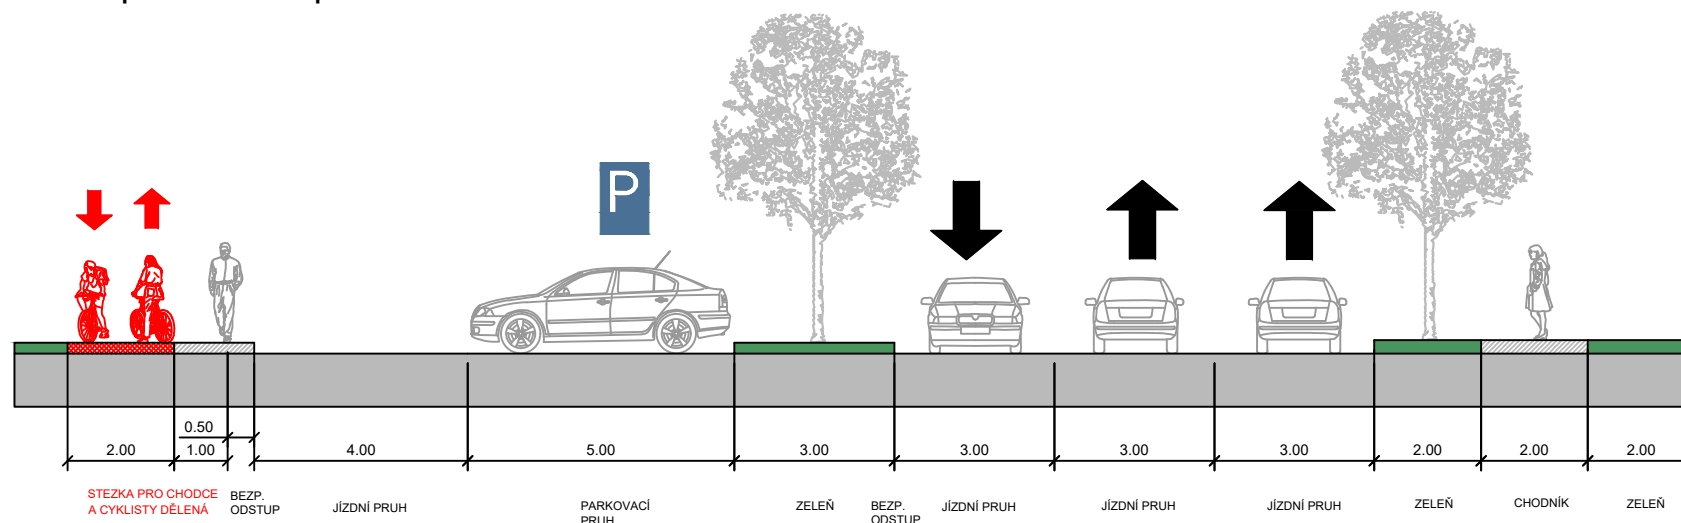 P
0.50
2.00 1.00 4.00 5.00 3.00 3.00 3.00 3.00 2.00 2.00 2.00
STEZKA PRO CHODCE
A CYKLISTY DĚLENÁ
BEZP.
ODSTUP
JÍZDNÍ PRUH
PARKOVACÍ
PRUH
ZELEŇ
BEZP.
ODSTUP
JÍZDNÍ PRUH
JÍZDNÍ PRUH
JÍZDNÍ PRUH
ZELEŇ
CHODNÍK
ZELEŇ